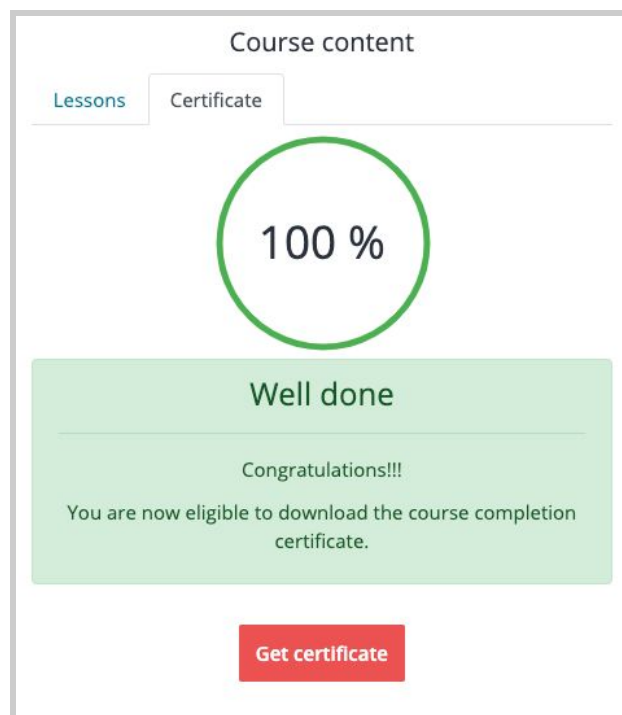 Course content
Lessons
Certificate
100 %
Well done
Congratulations!!!
You are now eligible to download the course completion
certificate.
Get certificate